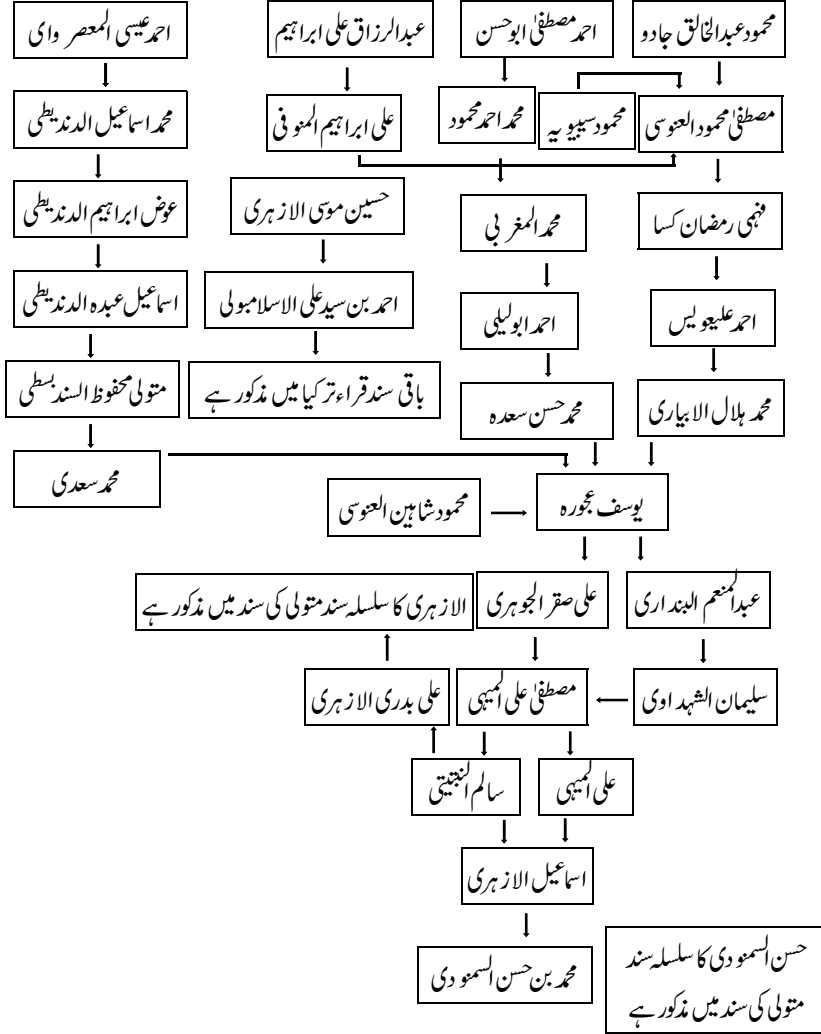 محمود عبدالخالق جادو
احمد مصطفیٰ ابوحسن
عبدالرزاق علی ابراہیم
احمد عیسی المعصراوای
مصطفیٰ محمود العنوسی
محمود سیبویہ
محمد احمد محمود
علی ابراہیم المنوفی
محمد اسماعیل الدندیطی
فہمی رمضان کسا
محمد المغربی
حسین موسی الازہری
عوض ابراہیم الدندیطی
احمد علیعویس
احمد ابولیلی
احمد بن سید علی الاسلامبولی
اسماعیل عبدہ الدندیطی
محمد ہلال الابیاری
محمد حسن سعدہ
باقی سند قراء ترکیا میں مذکور ہے
متولی محفوظ السندبسطی
محمد سعدی
یوسف عجورہ
محمود شاہین العنوسی
عبدالمنعم البنداری
علی صقر الجوہری
الازہری کا سلسلہ سند متولی کی سند میں مذکور ہے
سلیمان الشہداوی
مصطفیٰ علی المیہی
علی بدری الازہری
علی المیہی
سالم النبتیتی
اسماعیل الازہری
محمد بن حسن السمنودی
حسن السمنودی کا سلسلہ سند
متولی کی سند میں مذکور ہے